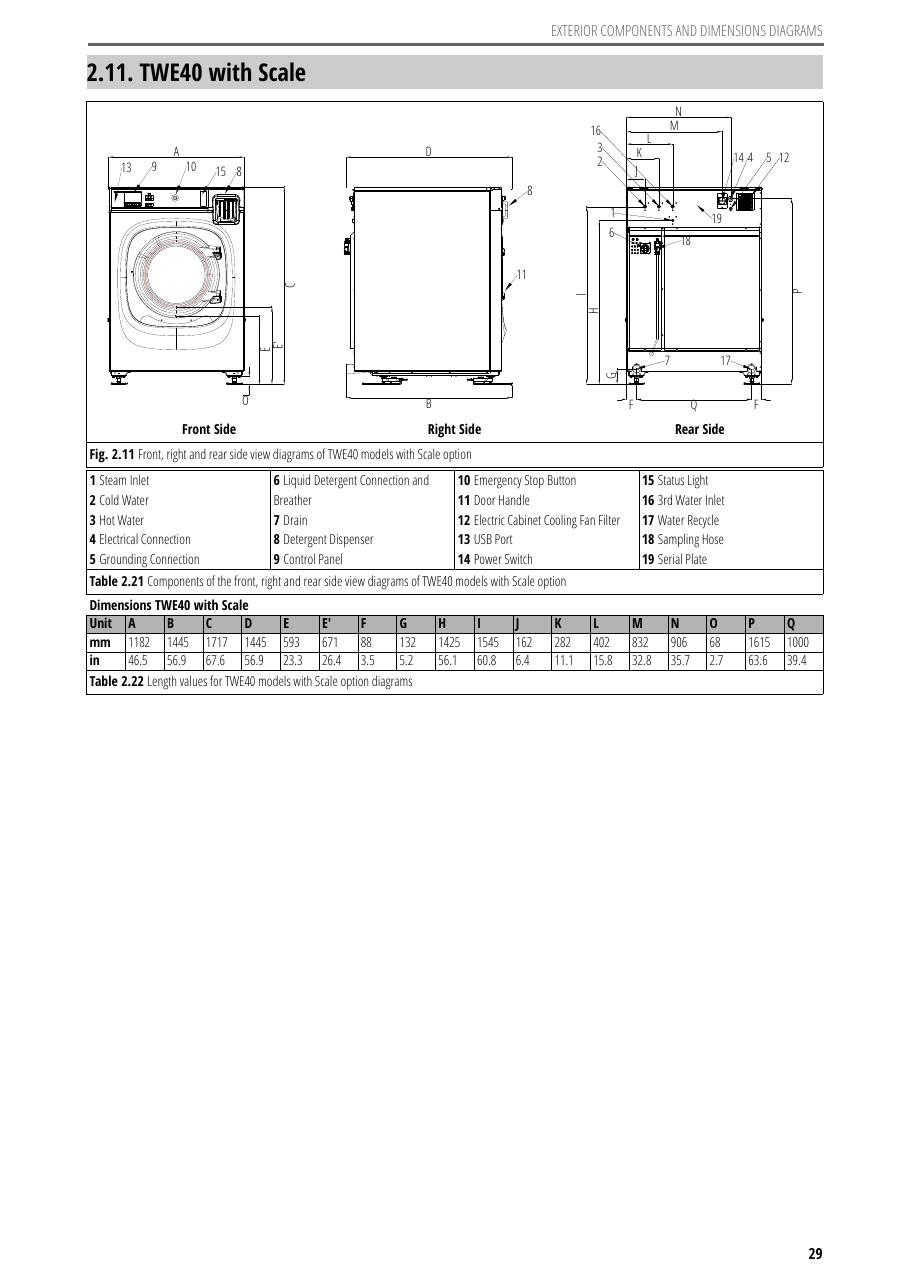 EXTERIOR COMPONENTS AND DIMENSIONS DIAGRAMS
2.11. TWE40 with Scale
A
13 9 10 15 8
C
E E'
O
Front Side
D
8
11
B
Right Side
N
M
L
K
J
16
3
2
1
6
14 4 5 12
19
18
I
H
P
G
7 17
F Q F
Rear Side
Fig. 2.11 Front, right and rear side view diagrams of TWE40 models with Scale option
1 Steam Inlet
2 Cold Water
3 Hot Water
4 Electrical Connection
5 Grounding Connection
6 Liquid Detergent Connection and
Breather
7 Drain
8 Detergent Dispenser
9 Control Panel
10 Emergency Stop Button
11 Door Handle
12 Electric Cabinet Cooling Fan Filter
13 USB Port
14 Power Switch
15 Status Light
16 3rd Water Inlet
17 Water Recycle
18 Sampling Hose
19 Serial Plate
Table 2.21 Components of the front, right and rear side view diagrams of TWE40 models with Scale option
Dimensions TWE40 with Scale
Unit A B C D E E' F G H I J K L M N O P Q
mm 1182 1445 1717 1445 593 671 88 132 1425 1545 162 282 402 832 906 68 1615 1000
in 46.5 56.9 67.6 56.9 23.3 26.4 3.5 5.2 56.1 60.8 6.4 11.1 15.8 32.8 35.7 2.7 63.6 39.4
Table 2.22 Length values for TWE40 models with Scale option diagrams
29